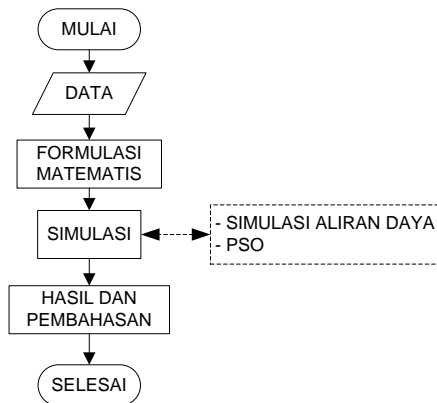 MULAI
DATA
FORMULASI
MATEMATIS
SIMULASI
- SIMULASI ALIRAN DAYA
- PSO
HASIL DAN
PEMBAHASAN
SELESAI